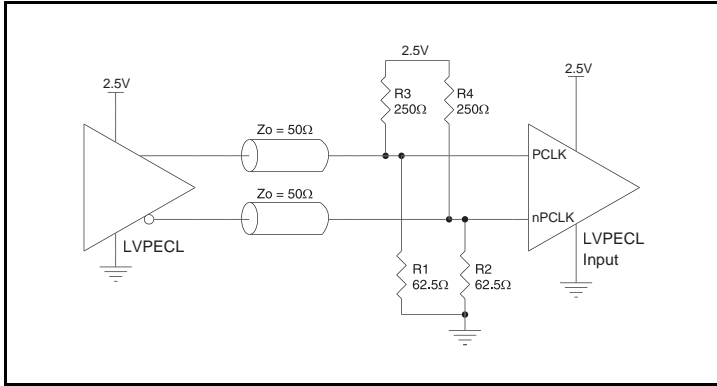 2.5V
2.5V
R3
250Ω
R4
250Ω
2.5V
Zo = 50Ω
PCLK
Zo = 50Ω
nPCLK
LVPECL
LVPECL
Input
R1
62.5Ω
R2
62.5Ω